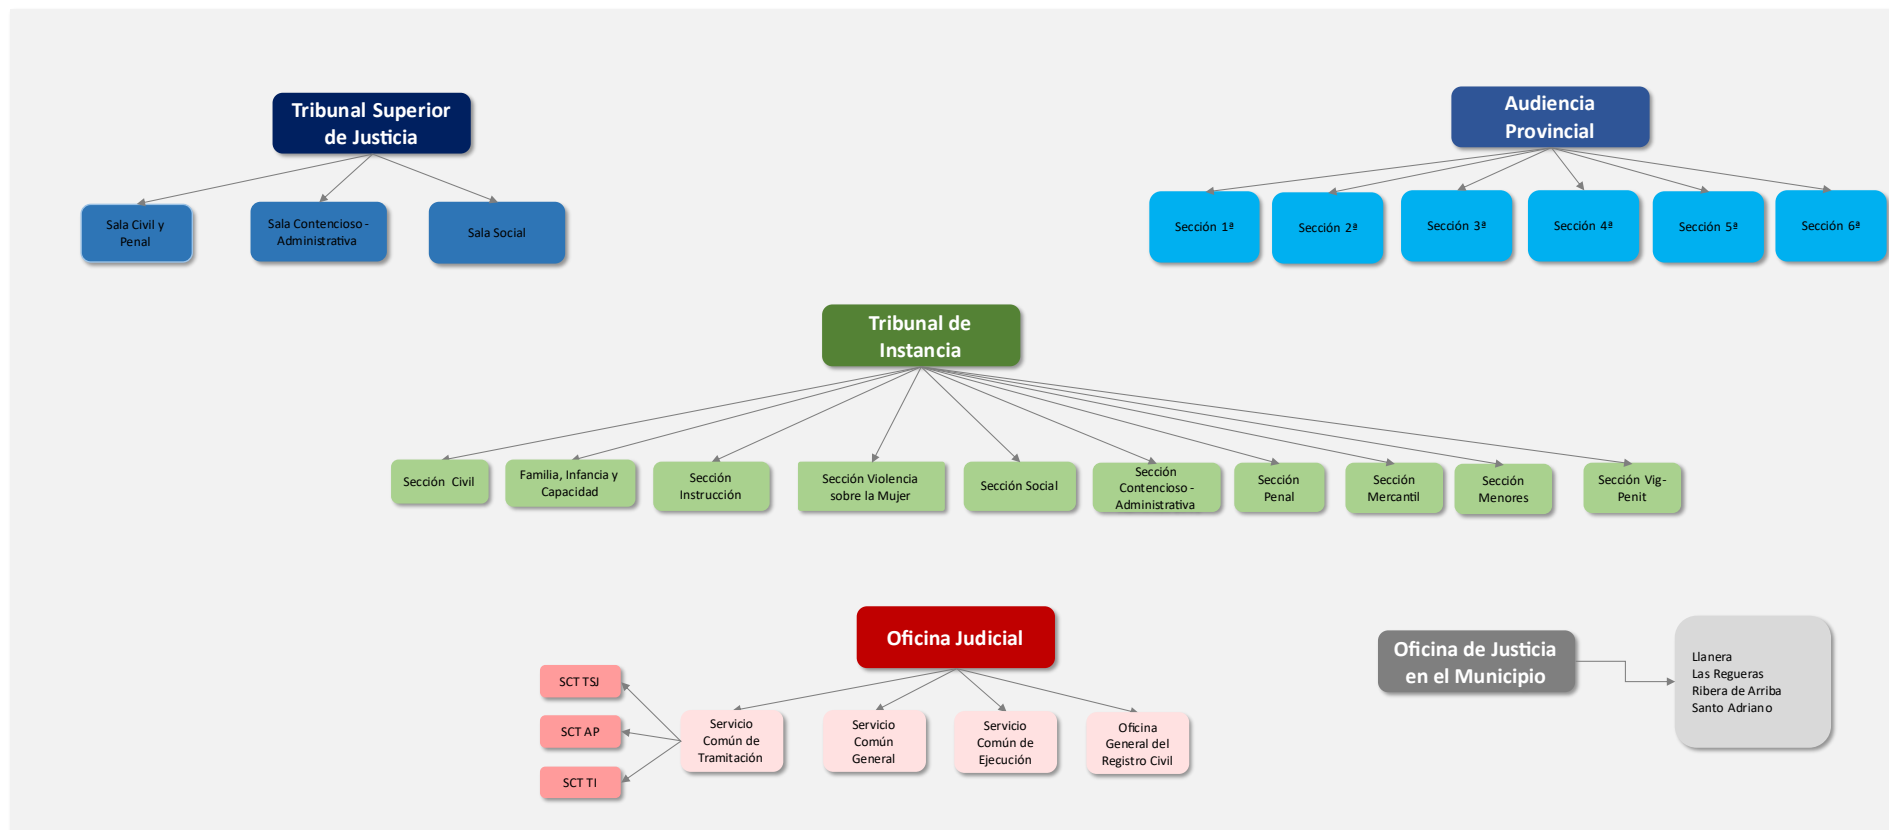 Tribunal Superior
de Justicia
Audiencia
Provincial
Sala Civil y
Penal
Sala Contencioso -
Administrativa
Sala Social
Sección 1ª
Sección 2ª
Sección 3ª
Sección 4ª
Sección 5ª
Sección 6ª
Tribunal de
Instancia
Sección Civil
Familia, Infancia y
Capacidad
Sección
Instrucción
Sección Violencia
sobre la Mujer
Sección Social
Sección
Contencioso -
Administrativa
Sección
Penal
Sección
Mercantil
Sección
Menores
Sección Vig-
Penit
Oficina Judicial
SCT TSJ
SCT AP
SCT TI
Servicio
Común de
Tramitación
Servicio
Común
General
Servicio
Común de
Ejecución
Oficina
General del
Registro Civil
Oficina de Justicia
en el Municipio
Llanera
Las Regueras
Ribera de Arriba
Santo Adriano